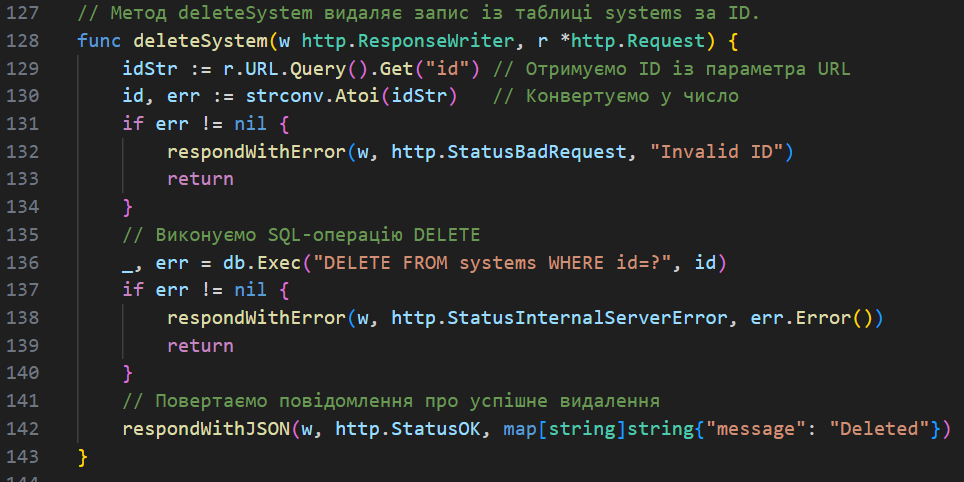 127 // Метод deleteSystem видаляє запис із таблиці systems за ID.
128 func deleteSystem(w http.ResponseWriter, r *http.Request) {
129     idStr := r.URL.Query().Get("id") // Отримуємо ID із параметра URL
130     id, err := strconv.Atoi(idStr)   // Конвертуємо у число
131     if err != nil {
132         respondWithError(w, http.StatusBadRequest, "Invalid ID")
133         return
134     }
135     // Виконуємо SQL-операцію DELETE
136     _, err = db.Exec("DELETE FROM systems WHERE id=?", id)
137     if err != nil {
138         respondWithError(w, http.StatusInternalServerError, err.Error())
139         return
140     }
141     // Повертаємо повідомлення про успішне видалення
142     respondWithJSON(w, http.StatusOK, map[string]string{"message": "Deleted"})
143 }